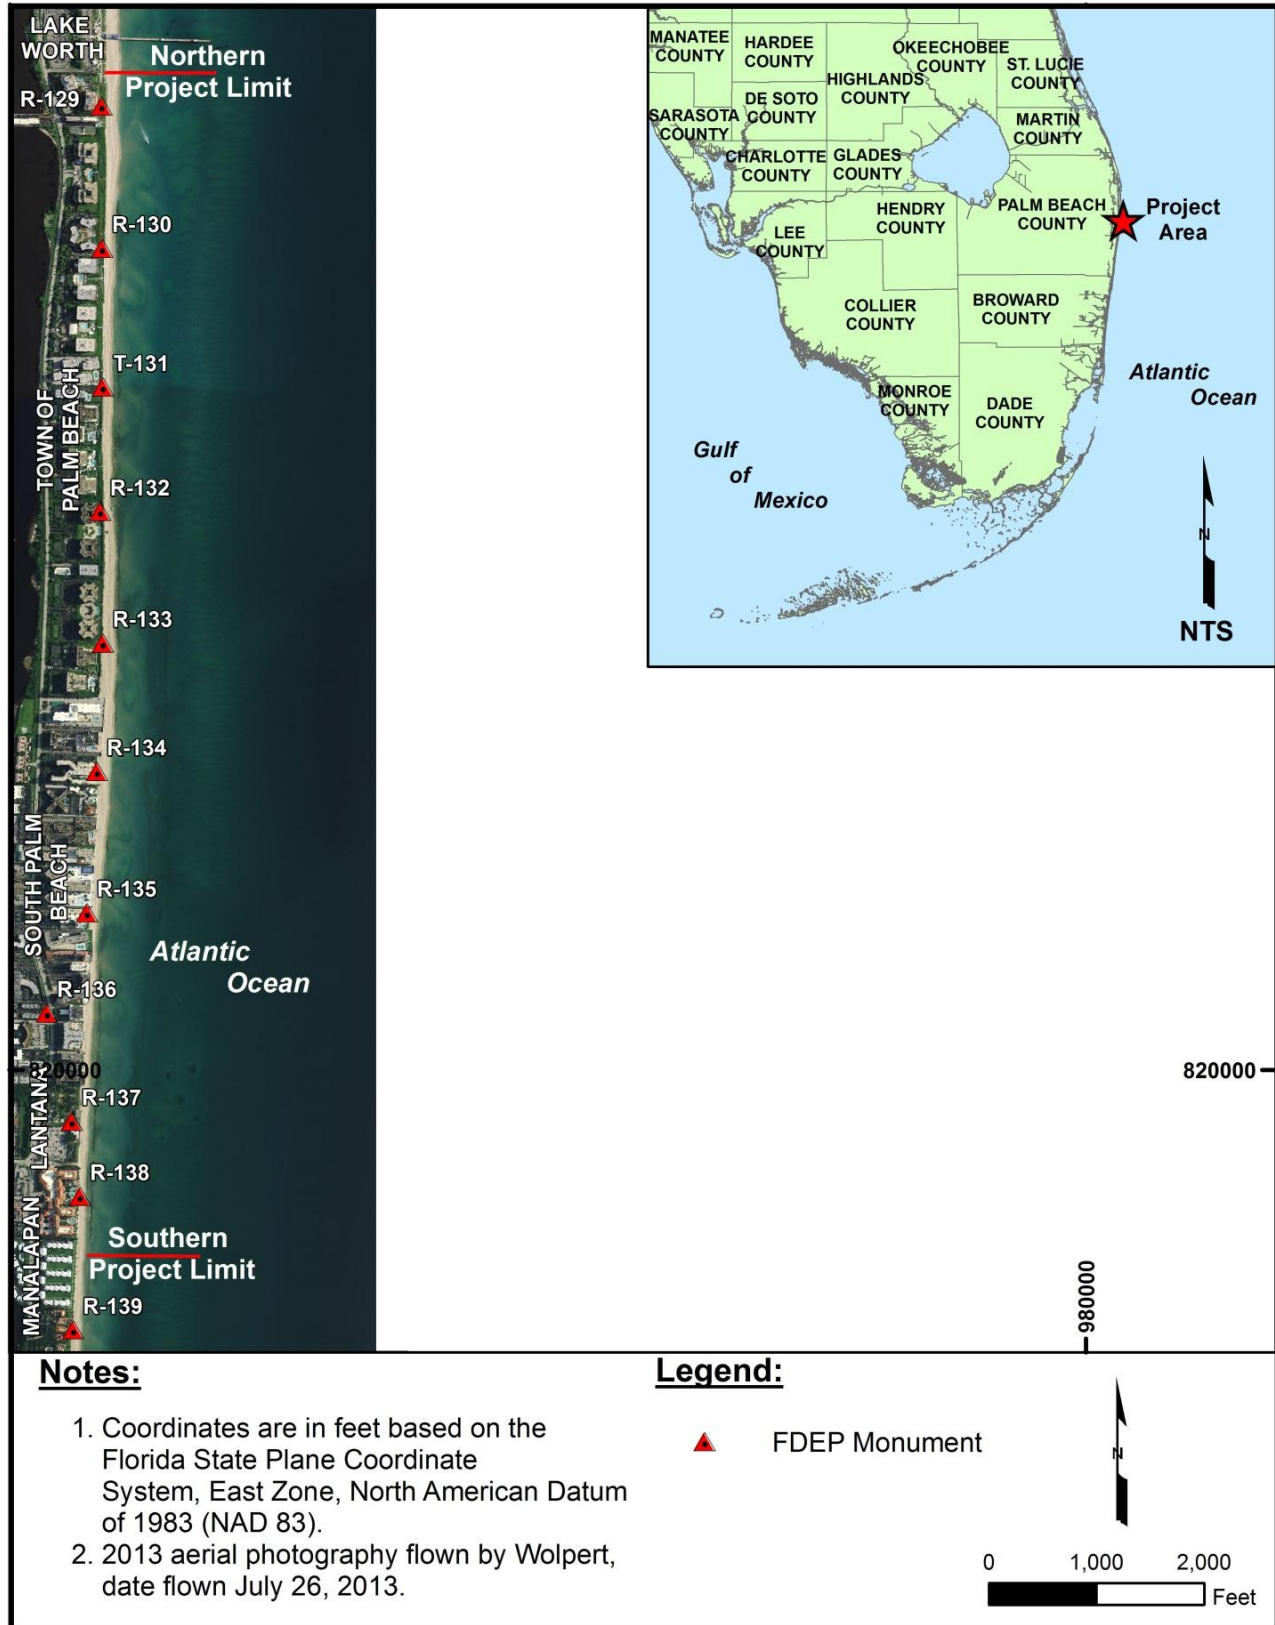 LAKE
WORTH
Northern
Project Limit
R-129
R-130
T-131
TOWN OF
PALM BEACH
R-132
R-133
R-134
SOUTH PALM
BEACH
R-135
Atlantic
Ocean
R-136
820000
LANTANA
R-137
R-138
MANALAPAN
Southern
Project Limit
R-139
MANATEE
COUNTY
HARDEE
COUNTY
OKEECHOBEE
COUNTY
ST. LUCIE
COUNTY
HIGHLANDS
COUNTY
SARASOTA
COUNTY
DE SOTO
COUNTY
MARTIN
COUNTY
CHARLOTTE
COUNTY
GLADES
COUNTY
HENDRY
COUNTY
PALM BEACH
COUNTY
Project
Area
LEE
COUNTY
COLLIER
COUNTY
BROWARD
COUNTY
MONROE
COUNTY
DADE
COUNTY
Atlantic
Ocean
Gulf
of
Mexico
N
NTS
820000
980000
Notes:
1. Coordinates are in feet based on the
Florida State Plane Coordinate
System, East Zone, North American Datum
of 1983 (NAD 83).
2. 2013 aerial photography flown by Wolpert,
date flown July 26, 2013.
Legend:
FDEP Monument
N
0 1,000 2,000
Feet